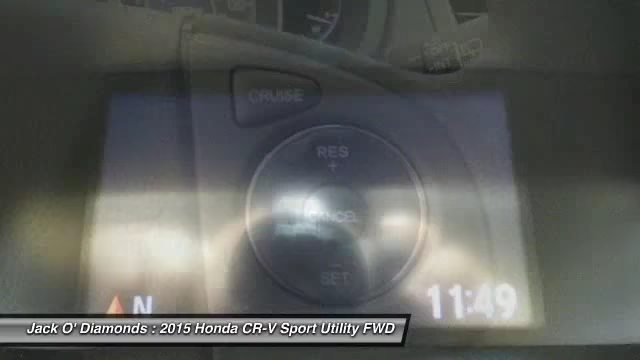 CRUISE
RES
+
CANCEL
SET
N
11:49
Jack O' Diamonds : 2015 Honda CR-V Sport Utility FWD